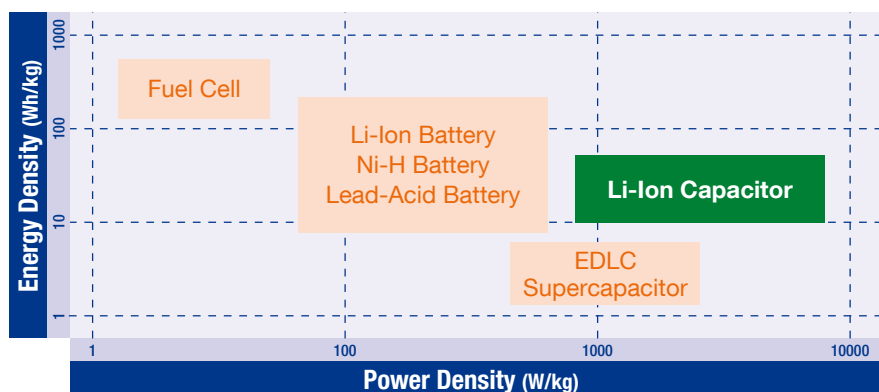 Energy Density (Wh/kg)
1000
100
10
1
Fuel Cell
Li-Ion Battery
Ni-H Battery
Lead-Acid Battery
Li-Ion Capacitor
EDLC
Supercapacitor
1
100
1000
10000
Power Density (W/kg)